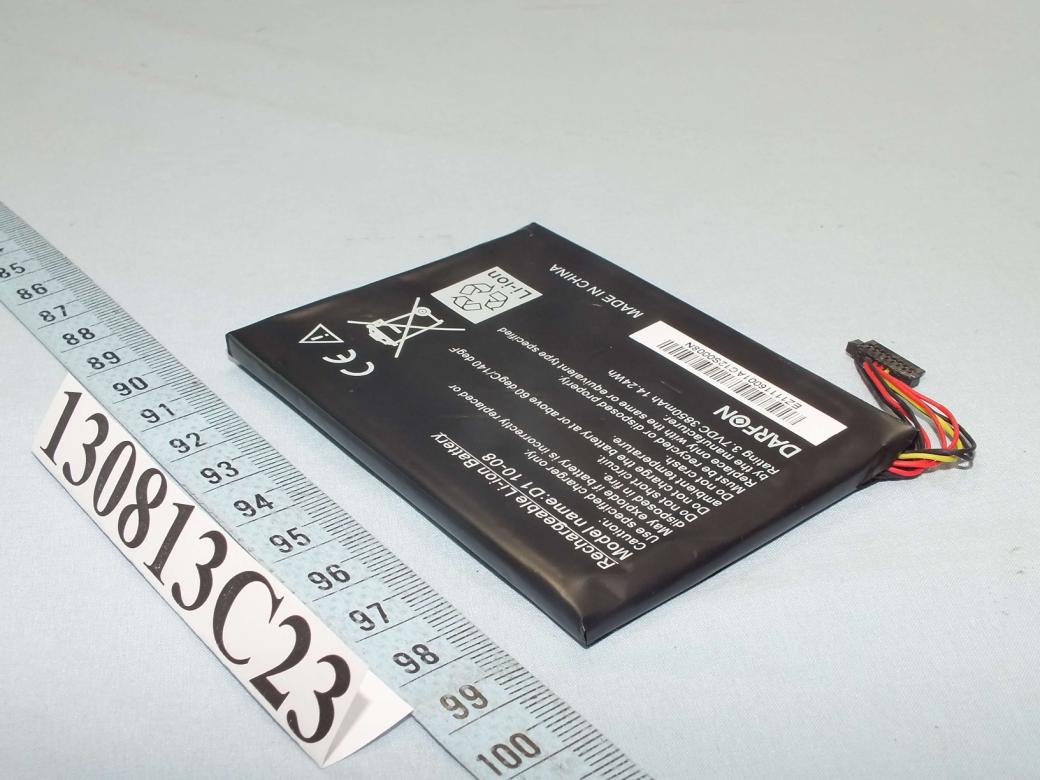 Rechargeable Li-ion Battery
Model name:D110-08
caution:
Use specified charger only.
May explode if battery is incorrectly replaced or
disposed in fire.
Do not short circuit.
Do not charge the battery at or above 60 degC/140 degF
ambient temperature.
Do not crash.
Must be recycled or disposed properly.
Replace only with the same or equivalent type specified
by the manufacturer.
Rating 3.7VDC 3850mAh 14.24Wh
DARFON
MADE IN CHINA
CE
Li-ion
130813C23
85
86
87
88
89
90
91
92
93
94
95
96
97
98
99
100